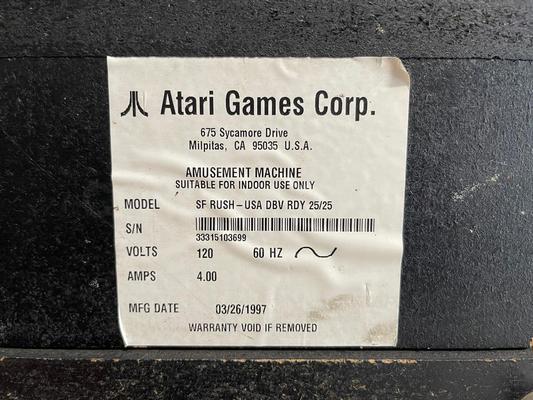 Atari Games Corp.
675 Sycamore Drive
Milpitas, CA 95035 U.S.A.
AMUSEMENT MACHINE
SUITABLE FOR INDOOR USE ONLY
MODEL SF RUSH-USA DBV RDY 25/25
S/N
33315103699
VOLTS 120 60 HZ
AMPS 4.00
MFG DATE 03/26/1997
WARRANTY VOID IF REMOVED